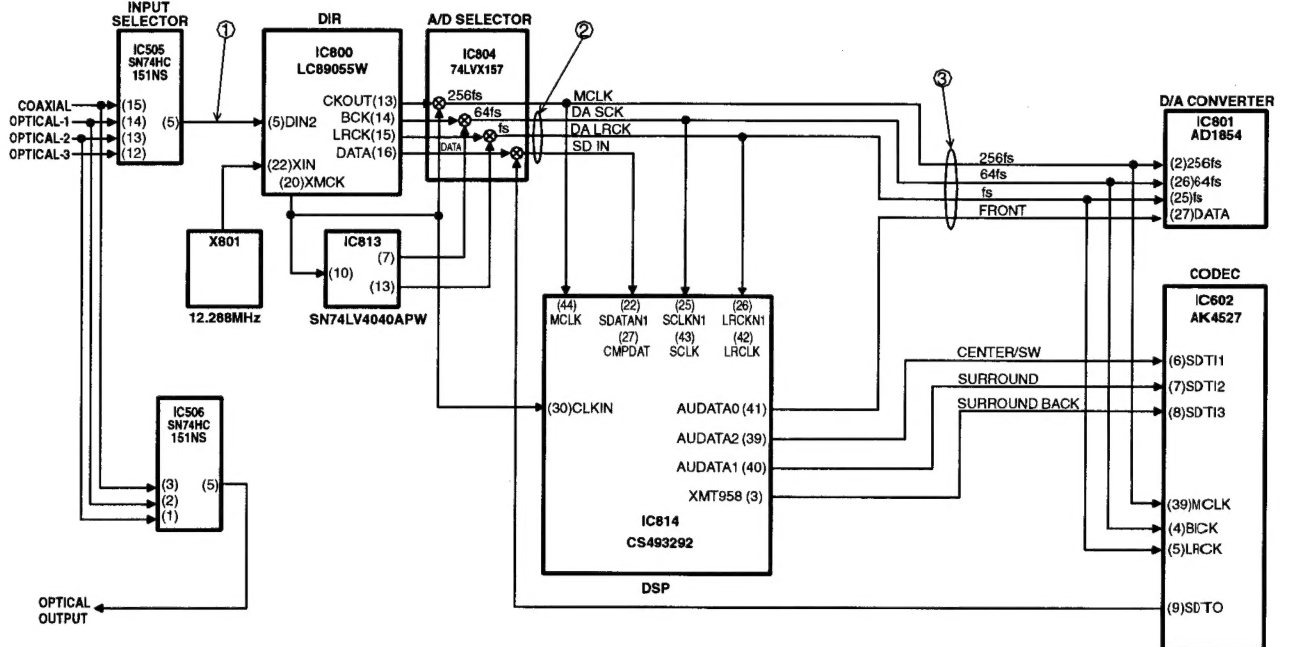 INPUT
SELECTOR
IC505
SN74HC
151NS
COAXIAL
OPTICAL-1
OPTICAL-2
OPTICAL-3
(15)
(14)
(13)
(12)
(5)
①
DIR
IC800
LC89055W
CKOUT(13)
BCK(14)
LRCK(15)
DATA(16)
(5)DIN2
(22)XIN
(20)XMCK
A/D SELECTOR
IC804
74LVX157
256fs
64fs
fs
DATA
②
MCLK
DA SCK
DA LRCK
SD IN
③
256fs
64fs
fs
FRONT
D/A CONVERTER
IC801
AD1854
(2)256fs
(26)64fs
(25)fs
(27)DATA
X801
12.288MHz
IC813
(7)
(10)
(13)
SN74LV4040APW
(44)
MCLK
(22)
SDATAN1
(27)
CMPDAT
(25)
SCLKN1
(43)
SCLK
(26)
LRCKN1
(42)
LRCLK
(30)CLKIN
AUDATA0 (41)
AUDATA2 (39)
AUDATA1 (40)
XMT958 (3)
IC814
CS493292
DSP
CENTER/SW
SURROUND
SURROUND BACK
CODEC
IC602
AK4527
(6)SDTI1
(7)SDTI2
(8)SDTI3
(39)MCLK
(4)BICK
(5)LRCK
(9)SDTO
IC506
SN74HC
151NS
(3)
(2)
(1)
(5)
OPTICAL
OUTPUT